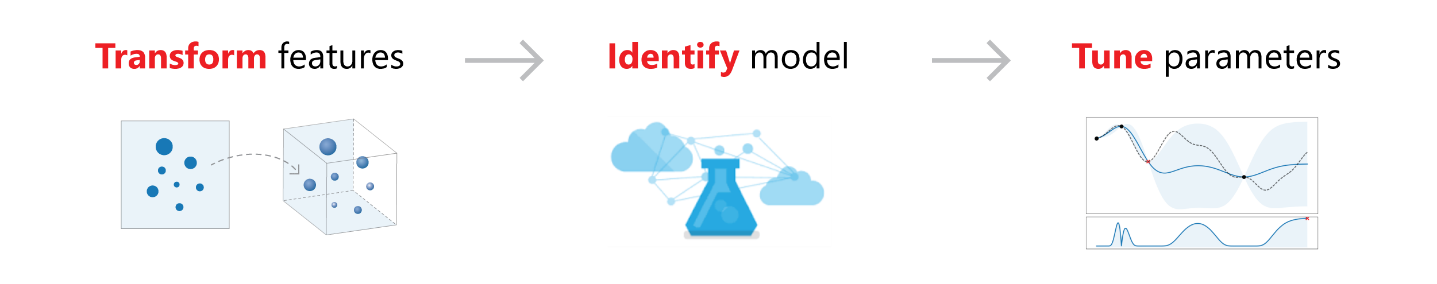 Transform features
Identify model
Tune parameters